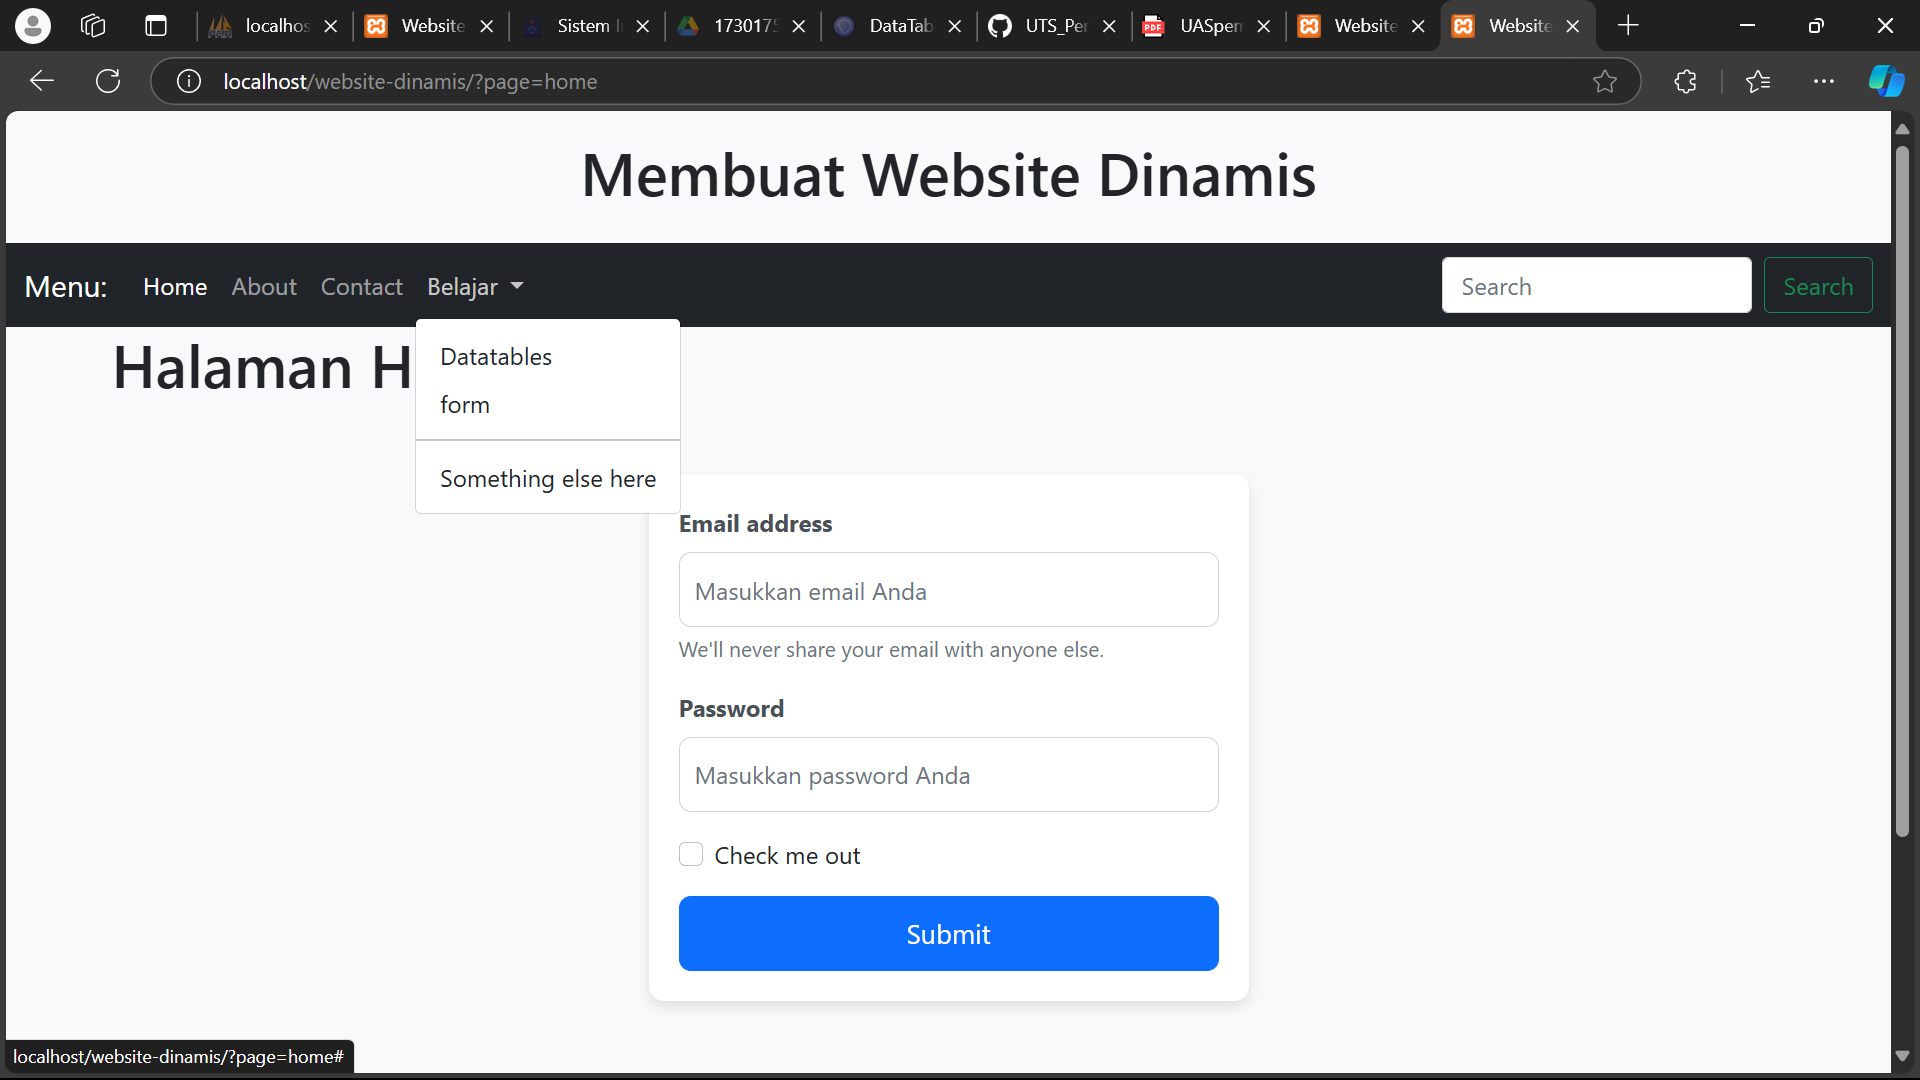 localhos
Website
Sistem I
1730175
DataTab
UTS_Per
UASpem
Website
Website
localhost/website-dinamis/?page=home
Membuat Website Dinamis
Menu: Home About Contact Belajar Search Search
Halaman H
Datatables
form
Something else here
Email address
Masukkan email Anda
We'll never share your email with anyone else.
Password
Masukkan password Anda
Check me out
Submit
localhost/website-dinamis/?page=home#